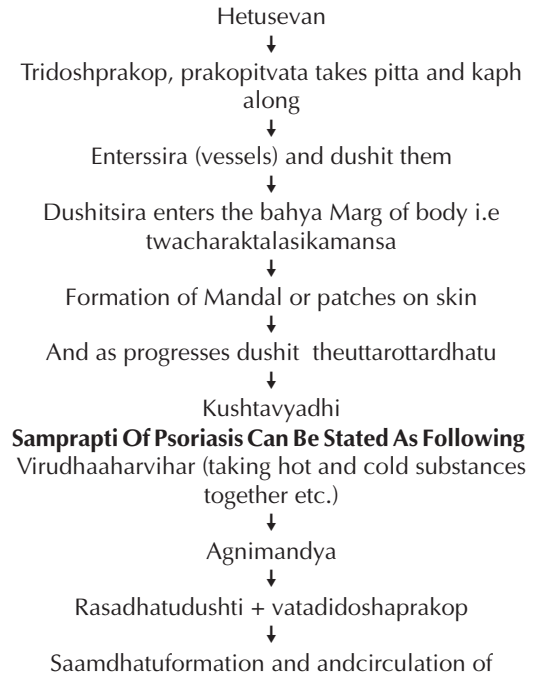 Hetusevan
Tridoshprakop, prakopitvata takes pitta and kaph
along
Enterssira (vessels) and dushit them
Dushitsira enters the bahya Marg of body i.e
twacharaktalasikamansa
Formation of Mandal or patches on skin
And as progresses dushit theuttarottardhatu
Kushtavyadhi
Samprapti Of Psoriasis Can Be Stated As Following
Virudhaaharvihar (taking hot and cold substances
together etc.)
Agnimandya
Rasadhatudushti + vatadidoshaprakop
Saamdhatuformation and andcirculation of